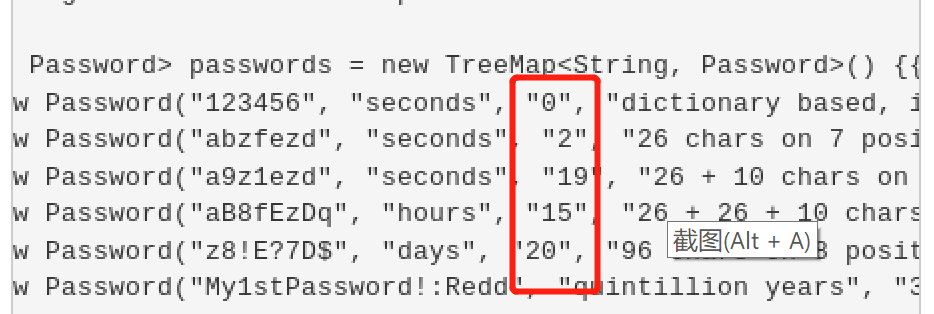 Password> passwords = new TreeMap<String, Password>() {{
w Password("123456", "seconds", "0", "dictionary based, i
w Password("abzfezd", "seconds", "2", "26 chars on 7 posi
w Password("a9z1ezd", "seconds", "19", "26 + 10 chars on
w Password("aB8fEzDq", "hours", "15", "26 + 26 + 10 chars
w Password("z8!E?7D$", "days", "20", "96 8 posit
w Password("My1stPassword!:Redd", "quintillion years", "3
截图(Alt + A)